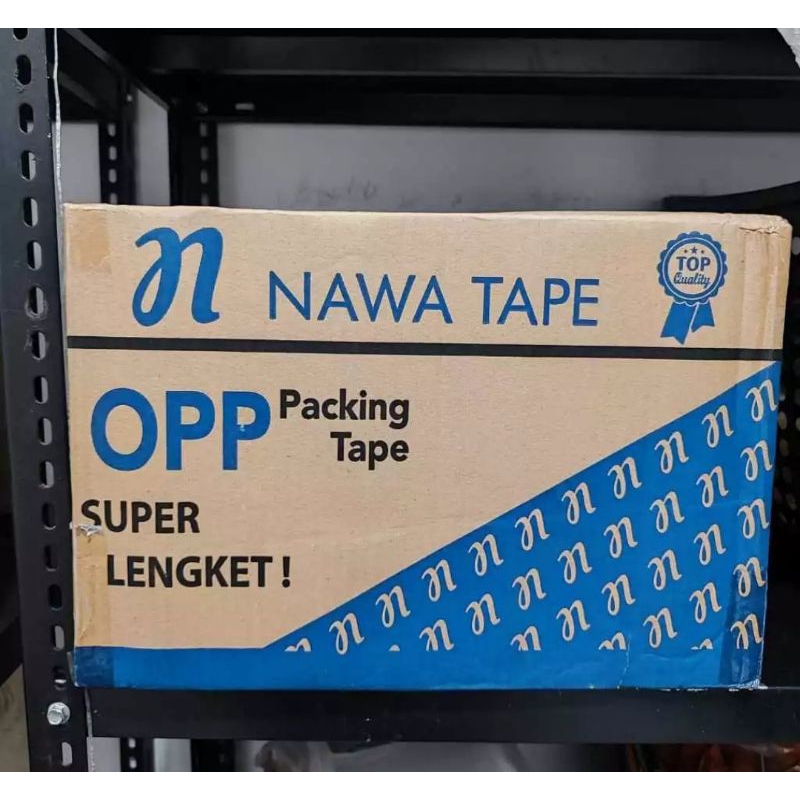 n NAWA TAPE
TOP
Quality
OPP Packing
Tape
SUPER
LENGKET !